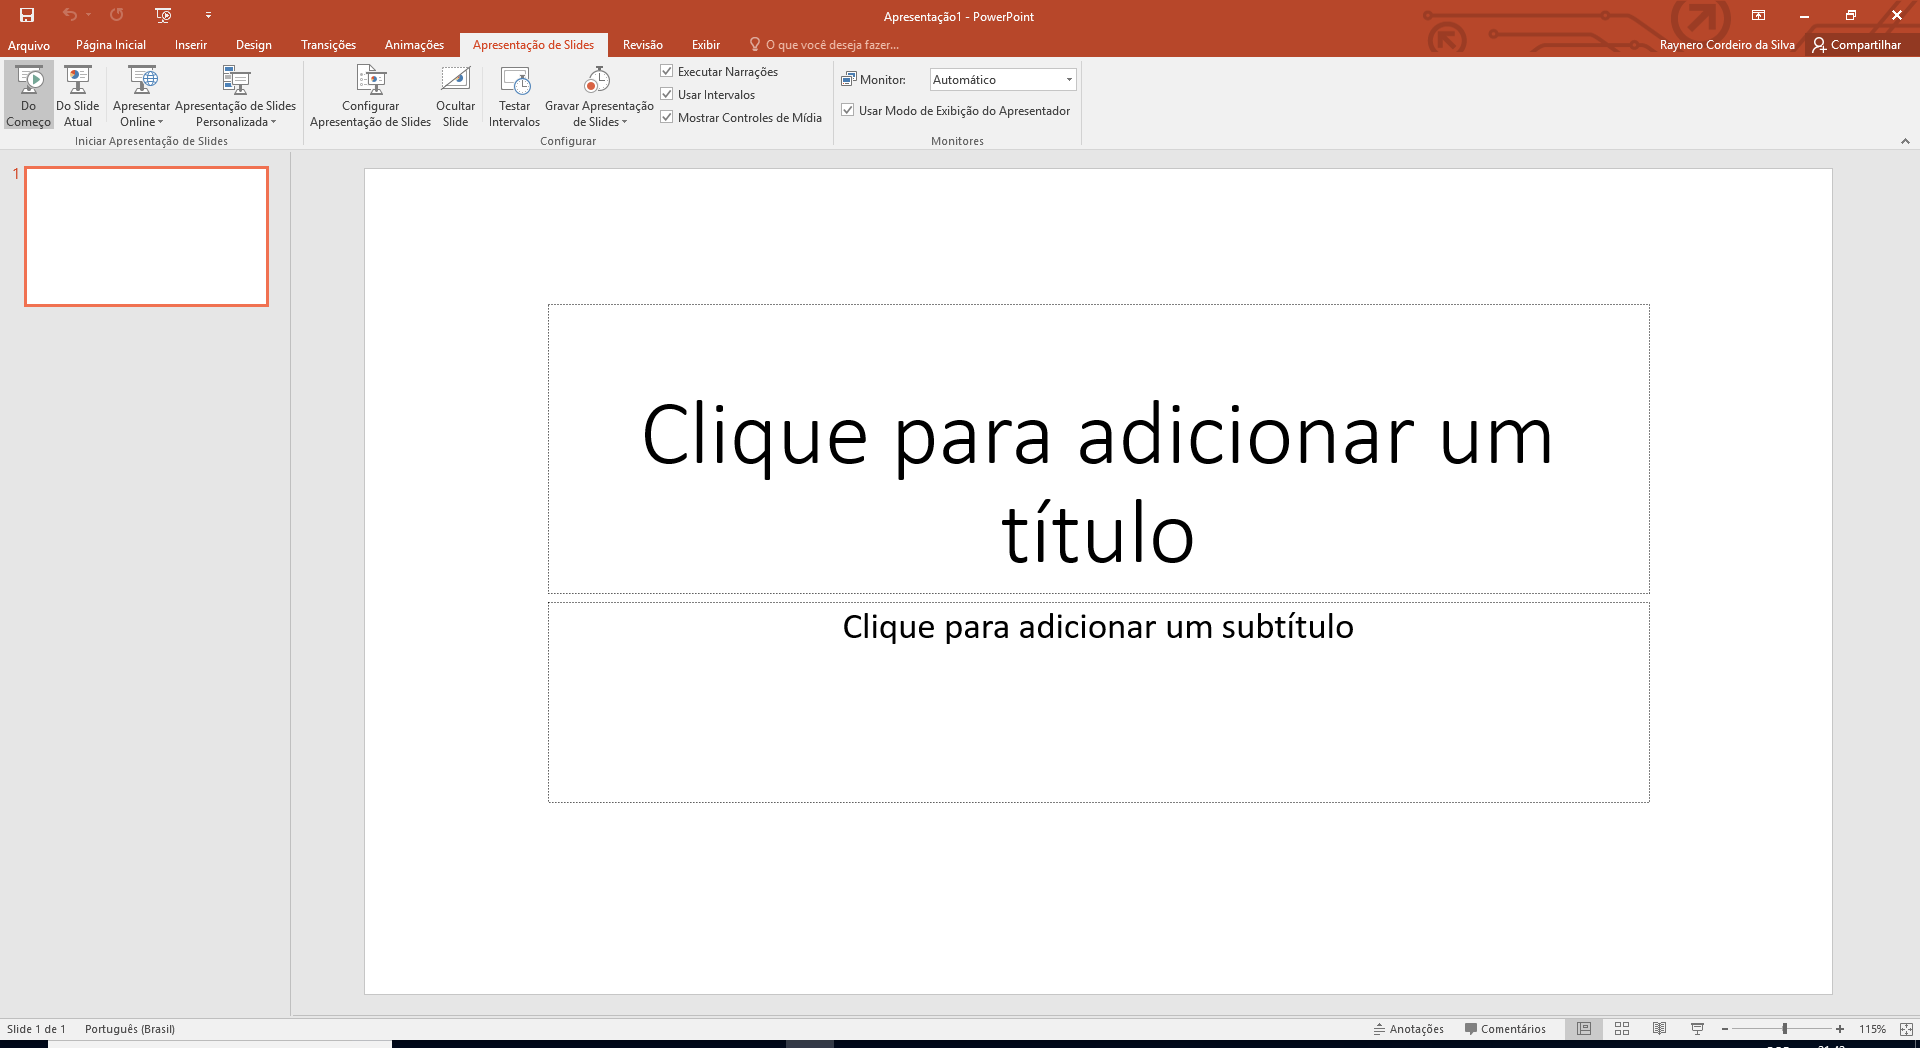 Apresentação1 - PowerPoint
Arquivo Página Inicial Inserir Design Transições Animações Apresentação de Slides Revisão Exibir O que você deseja fazer... Raynero Cordeiro da Silva Compartilhar
Do Começo
Do Slide Atual
Apresentar Online
Apresentação de Slides Personalizada
Iniciar Apresentação de Slides
Configurar Apresentação de Slides
Ocultar Slide
Testar Intervalos
Gravar Apresentação de Slides
Executar Narrações
Usar Intervalos
Mostrar Controles de Mídia
Configurar
Monitor: Automático
Usar Modo de Exibição do Apresentador
Monitores
1
Clique para adicionar um
título
Clique para adicionar um subtítulo
Slide 1 de 1 Português (Brasil) Anotações Comentários 115%